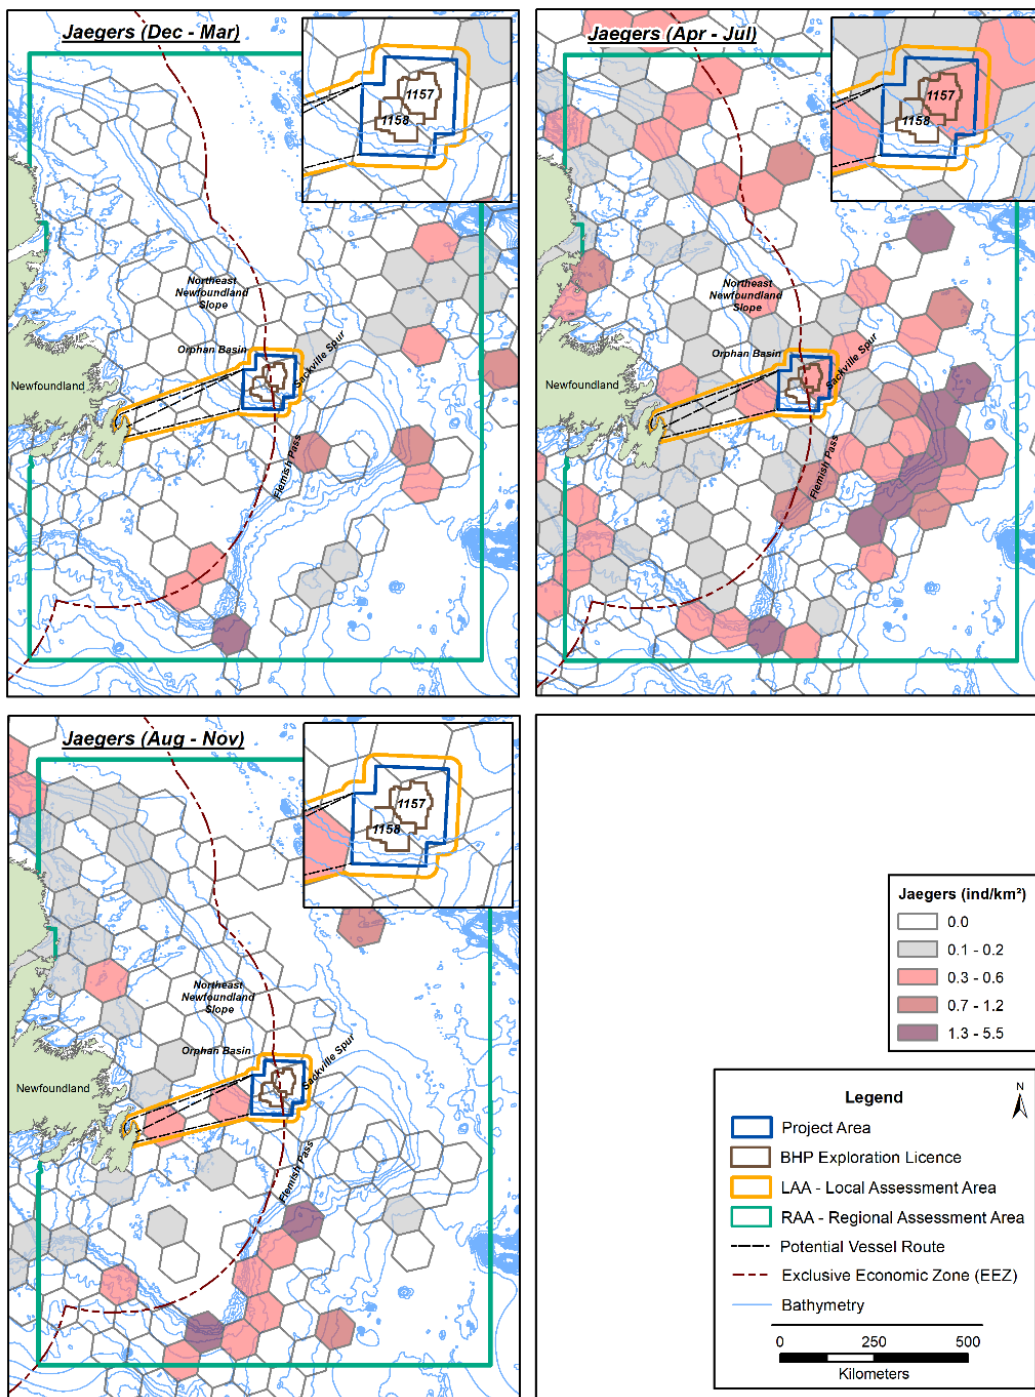 Jaegers (Dec - Mar)
1157
1158
Northeast
Newfoundland
Slope
Orphan Basin
Sackville Spur
Newfoundland
Flemish Pass
Jaegers (Apr - Jul)
1157
1158
Northeast
Newfoundland
Slope
Orphan Basin
Sackville Spur
Newfoundland
Flemish Pass
Jaegers (Aug - Nov)
1157
1158
Northeast
Newfoundland
Slope
Orphan Basin
Sackville Spur
Newfoundland
Flemish Pass
Jaegers (ind/km²)
0.0
0.1 - 0.2
0.3 - 0.6
0.7 - 1.2
1.3 - 5.5
N
Legend
Project Area
BHP Exploration Licence
LAA - Local Assessment Area
RAA - Regional Assessment Area
Potential Vessel Route
Exclusive Economic Zone (EEZ)
Bathymetry
0 250 500
Kilometers